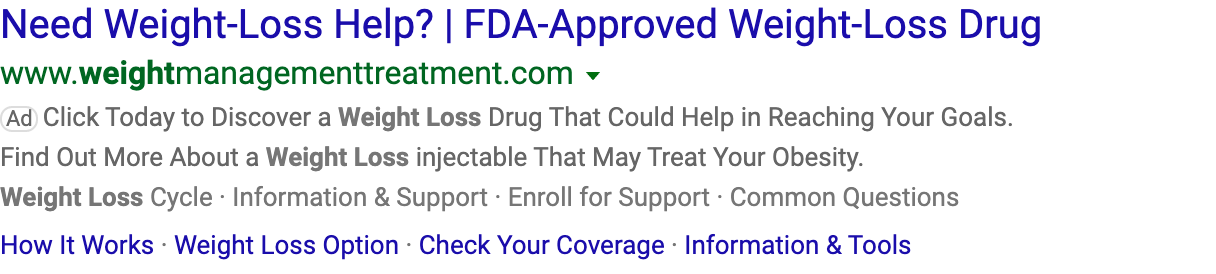 Need Weight-Loss Help? | FDA-Approved Weight-Loss Drug
www.weightmanagementtreatment.com
Ad Click Today to Discover a Weight Loss Drug That Could Help in Reaching Your Goals.
Find Out More About a Weight Loss injectable That May Treat Your Obesity.
Weight Loss Cycle · Information & Support · Enroll for Support · Common Questions
How It Works · Weight Loss Option · Check Your Coverage · Information & Tools